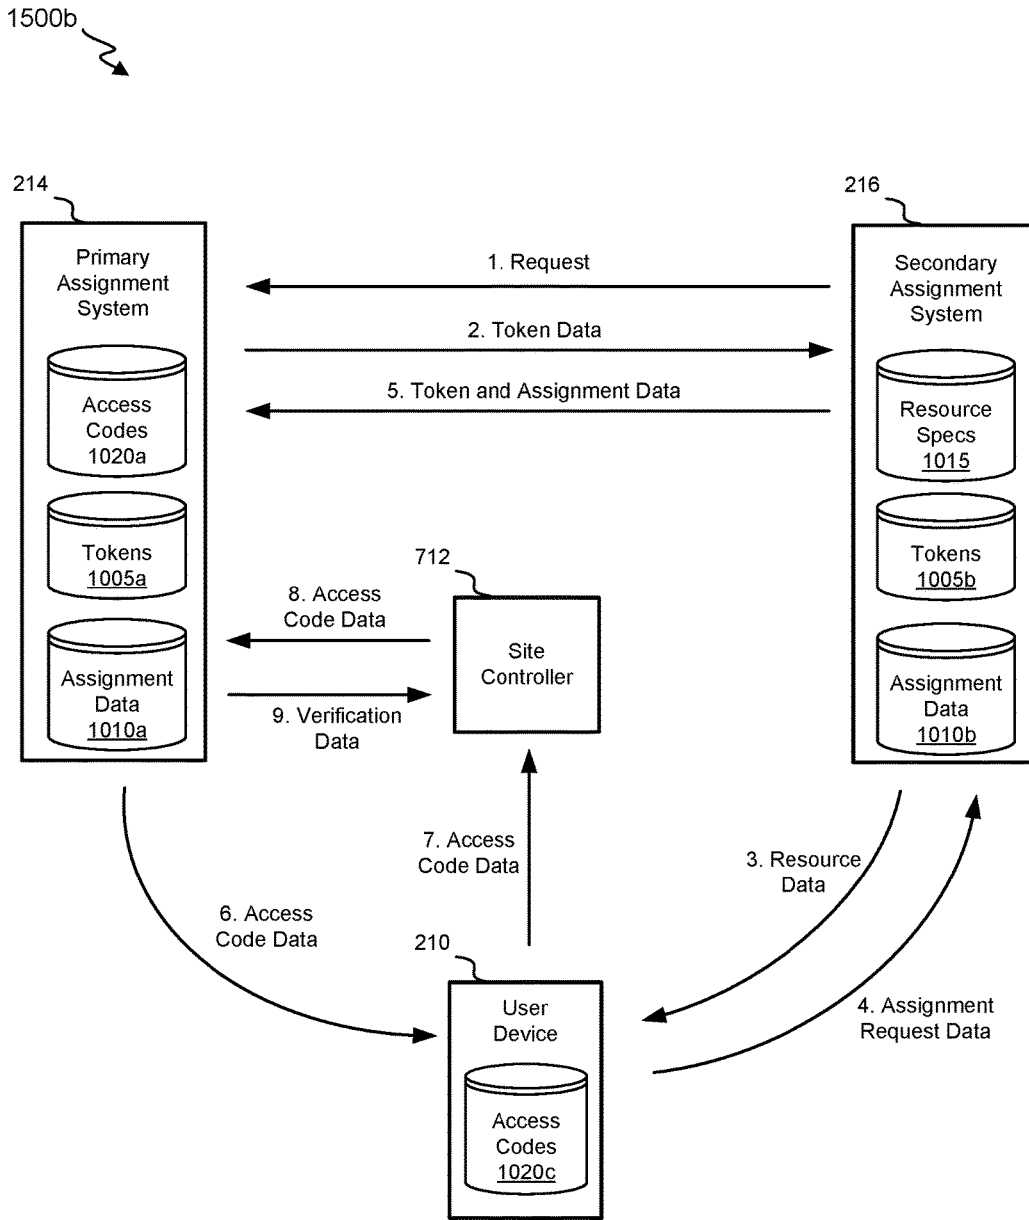 1500b
214
216
Primary
Assignment
System
Access
Codes
1020a
Tokens
1005a
Assignment
Data
1010a
1. Request
2. Token Data
5. Token and Assignment Data
Secondary
Assignment
System
Resource
Specs
1015
Tokens
1005b
Assignment
Data
1010b
712
8. Access
Code Data
Site
Controller
9. Verification
Data
7. Access
Code Data
3. Resource
Data
6. Access
Code Data
4. Assignment
Request Data
210
User
Device
Access
Codes
1020c